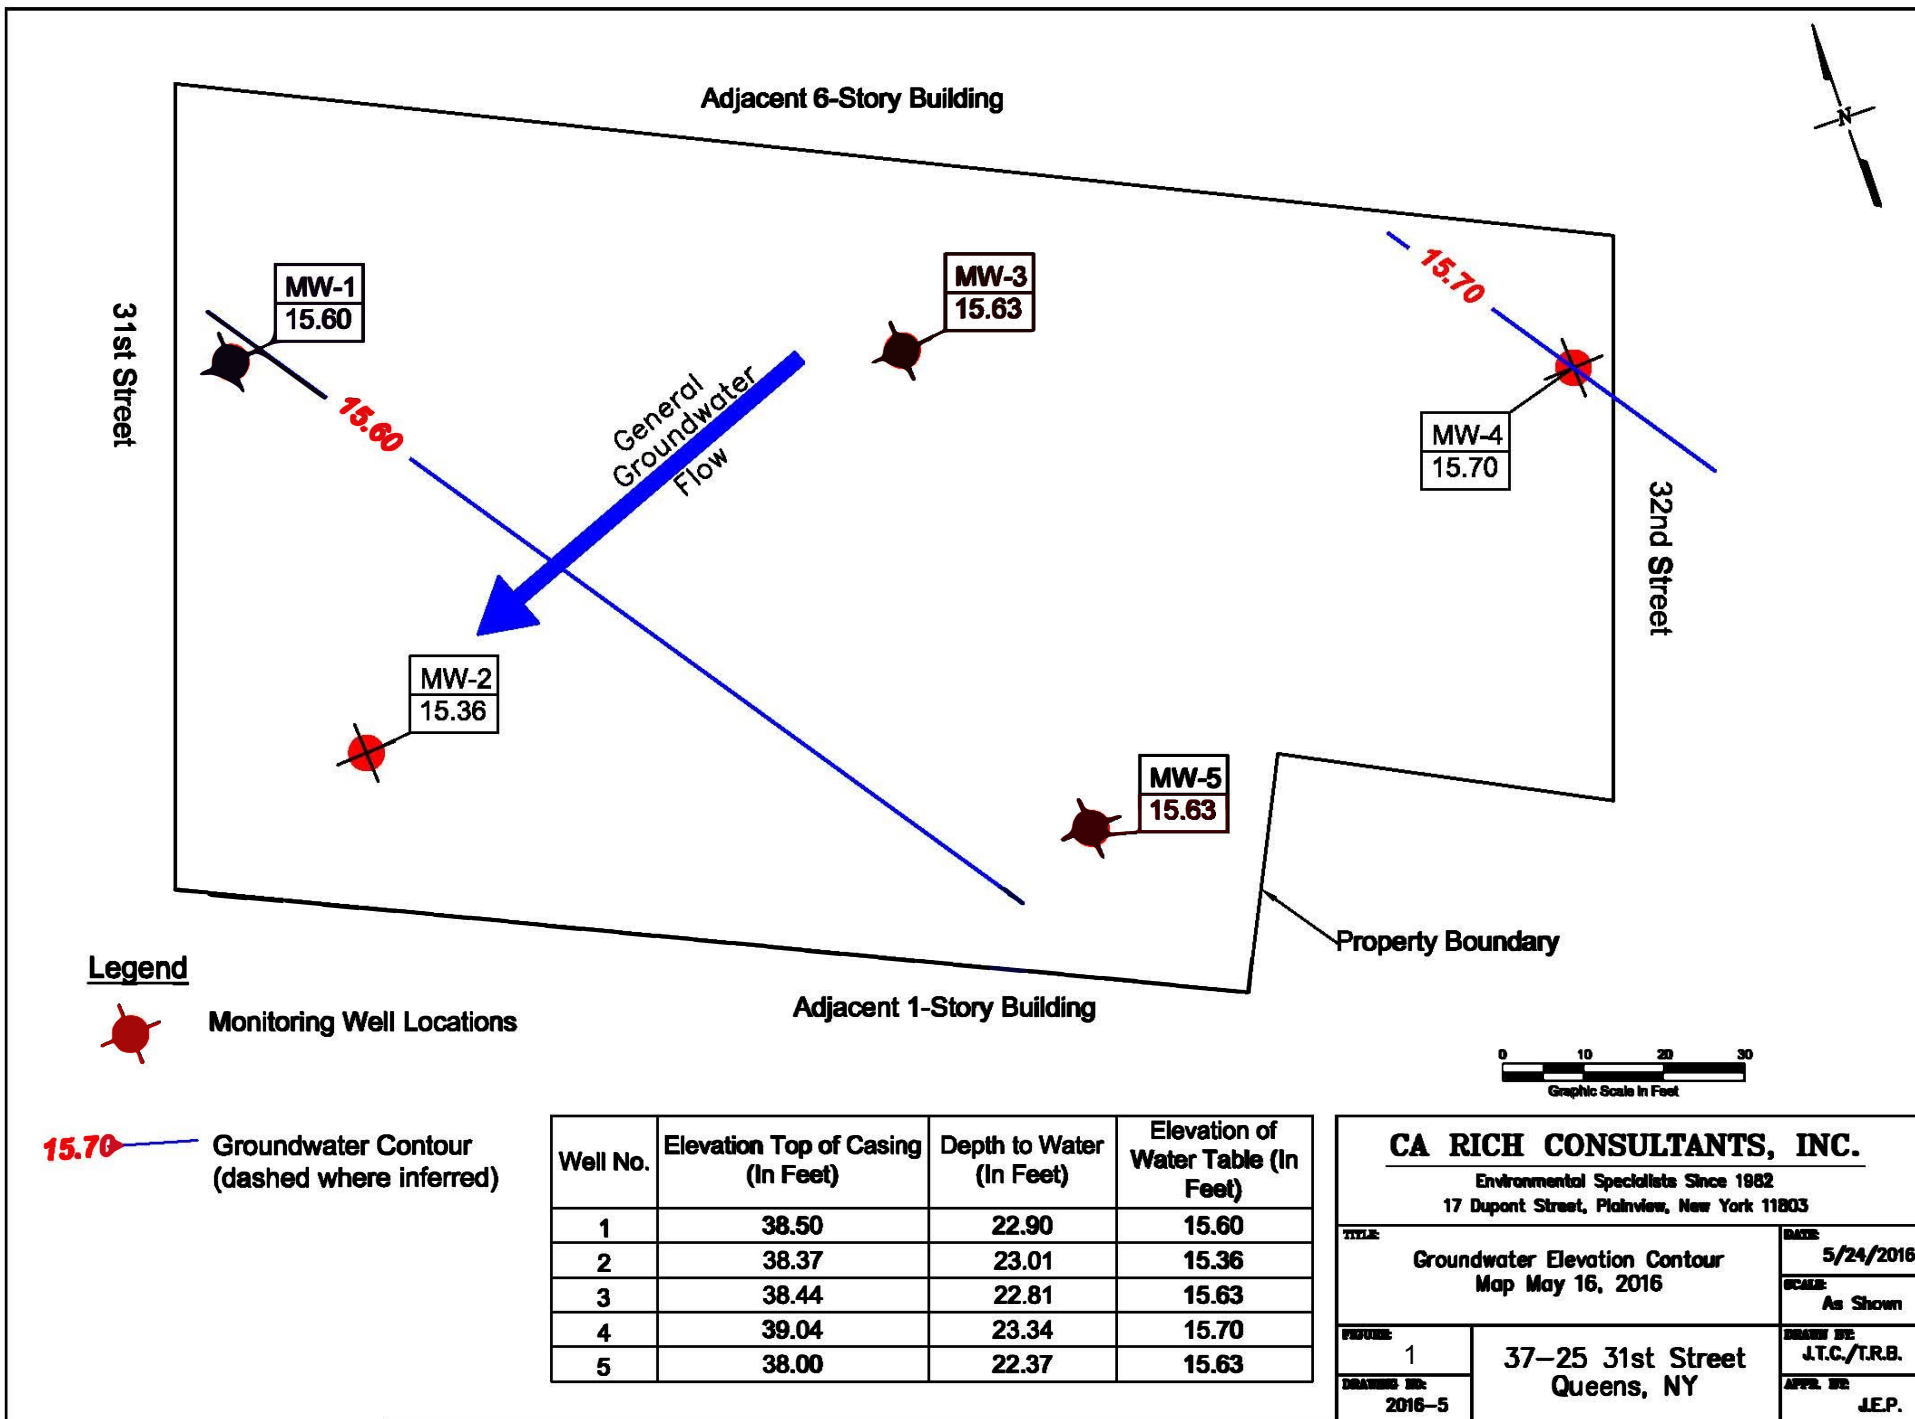 Adjacent 6-Story Building
N
31st Street
MW-1
15.60
MW-3
15.63
15.70
15.60
General
Groundwater
Flow
MW-4
15.70
32nd Street
MW-2
15.36
MW-5
15.63
Property Boundary
Adjacent 1-Story Building
Legend
Monitoring Well Locations
15.70
Groundwater Contour
(dashed where inferred)
0 10 20 30
Graphic Scale in Feet
Well No. Elevation Top of Casing (In Feet) Depth to Water (In Feet) Elevation of Water Table (In Feet)
1 38.50 22.90 15.60
2 38.37 23.01 15.36
3 38.44 22.81 15.63
4 39.04 23.34 15.70
5 38.00 22.37 15.63
CA RICH CONSULTANTS, INC.
Environmental Specialists Since 1982
17 Dupont Street, Plainview, New York 11803
TITLE:
Groundwater Elevation Contour
Map May 16, 2016
DATE:
5/24/2016
SCALE:
As Shown
FIGURE:
1
DRAWING NO:
2016-5
37-25 31st Street
Queens, NY
DRAWN BY:
J.T.C./T.R.B.
APPR. BY:
J.E.P.